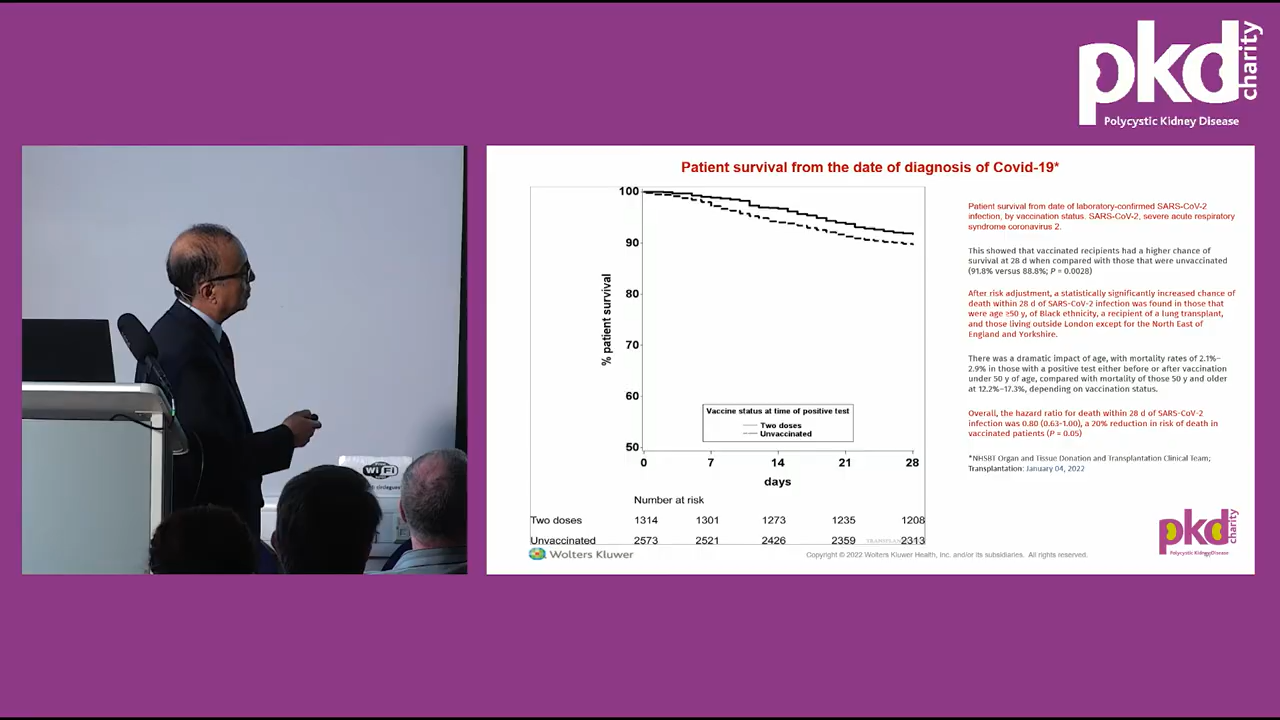 pkd
charity
Polycystic Kidney Disease
Patient survival from the date of diagnosis of Covid-19*
100
90
80
70
60
50
% patient survival
Vaccine status at time of positive test
Two doses
Unvaccinated
0 7 14 21 28
days
Number at risk
Two doses 1314 1301 1273 1235 1208
Unvaccinated 2573 2521 2426 2359 2313
Wolters Kluwer
Copyright © 2022 Wolters Kluwer Health, Inc. and/or its subsidiaries. All rights reserved.
Patient survival from date of laboratory-confirmed SARS-CoV-2
infection, by vaccination status. SARS-CoV-2, severe acute respiratory
syndrome coronavirus 2.
This showed that vaccinated recipients had a higher chance of
survival at 28 d when compared with those that were unvaccinated
(91.8% versus 88.8%; P = 0.0028)
After risk adjustment, a statistically significantly increased chance of
death within 28 d of SARS-CoV-2 infection was found in those that
were age ≥50 y, of Black ethnicity, a recipient of a lung transplant,
and those living outside London except for the North East of
England and Yorkshire.
There was a dramatic impact of age, with mortality rates of 2.1%–
2.9% in those with a positive test either before or after vaccination
under 50 y of age, compared with mortality of those 50 y and older
at 12.2%–17.3%, depending on vaccination status.
Overall, the hazard ratio for death within 28 d of SARS-CoV-2
infection was 0.80 (0.63-1.00), a 20% reduction in risk of death in
vaccinated patients (P = 0.05)
*NHSBT Organ and Tissue Donation and Transplantation Clinical Team;
Transplantation: January 04, 2022
pkd
charity
Polycystic Kidney Disease
WiFi